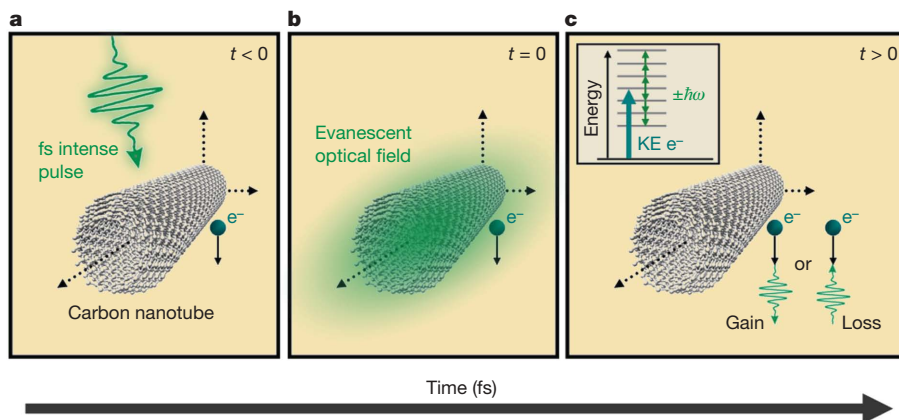 a
t < 0
fs intense
pulse
e⁻
Carbon nanotube
b
t = 0
Evanescent
optical field
e⁻
c
t > 0
Energy
±ℏω
KE e⁻
e⁻
e⁻
or
Gain
Loss
Time (fs)